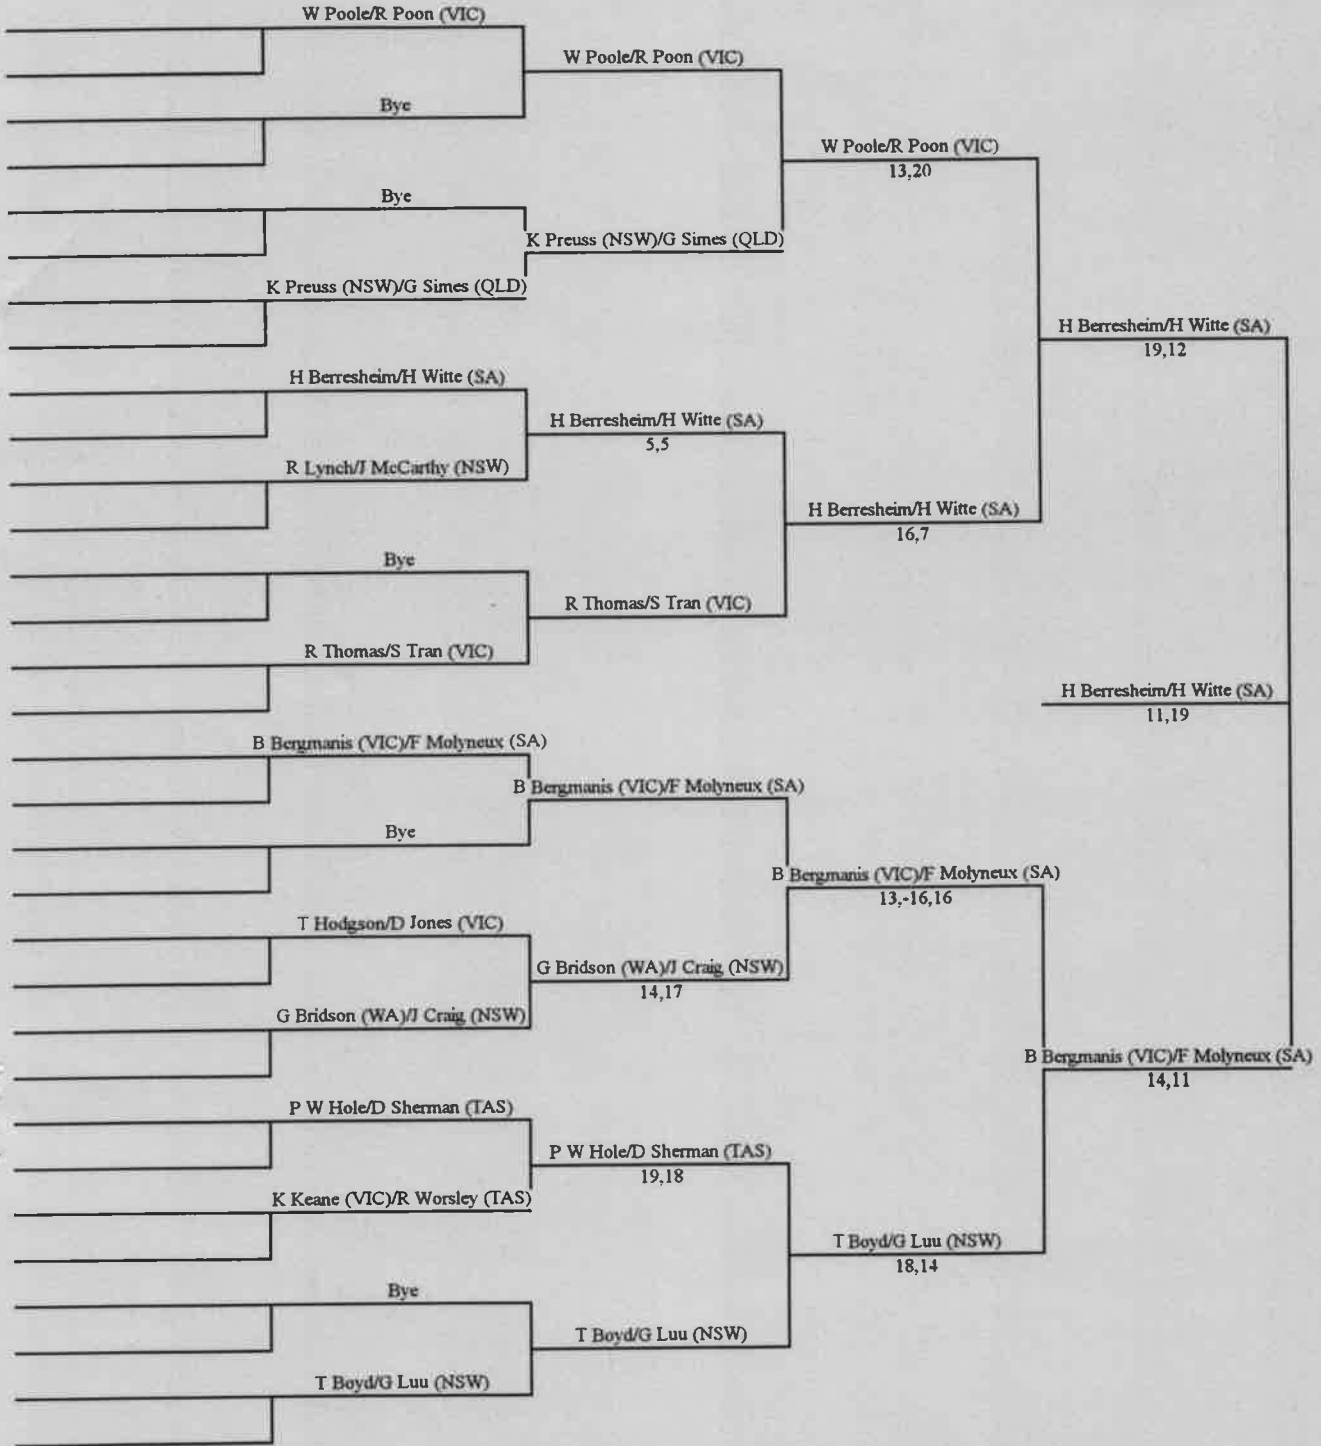 W Poole/R Poon (VIC)
W Poole/R Poon (VIC)
Bye
W Poole/R Poon (VIC)
13,20
Bye
K Preuss (NSW)/G Simes (QLD)
K Preuss (NSW)/G Simes (QLD)
H Berresheim/H Witte (SA)
19,12
H Berresheim/H Witte (SA)
H Berresheim/H Witte (SA)
5,5
R Lynch/J McCarthy (NSW)
H Berresheim/H Witte (SA)
16,7
Bye
R Thomas/S Tran (VIC)
R Thomas/S Tran (VIC)
H Berresheim/H Witte (SA)
11,19
B Bergmanis (VIC)/F Molyneux (SA)
B Bergmanis (VIC)/F Molyneux (SA)
Bye
B Bergmanis (VIC)/F Molyneux (SA)
13,-16,16
T Hodgson/D Jones (VIC)
G Bridson (WA)/J Craig (NSW)
14,17
G Bridson (WA)/J Craig (NSW)
B Bergmanis (VIC)/F Molyneux (SA)
14,11
P W Hole/D Sherman (TAS)
P W Hole/D Sherman (TAS)
19,18
K Keane (VIC)/R Worsley (TAS)
T Boyd/G Luu (NSW)
18,14
Bye
T Boyd/G Luu (NSW)
T Boyd/G Luu (NSW)